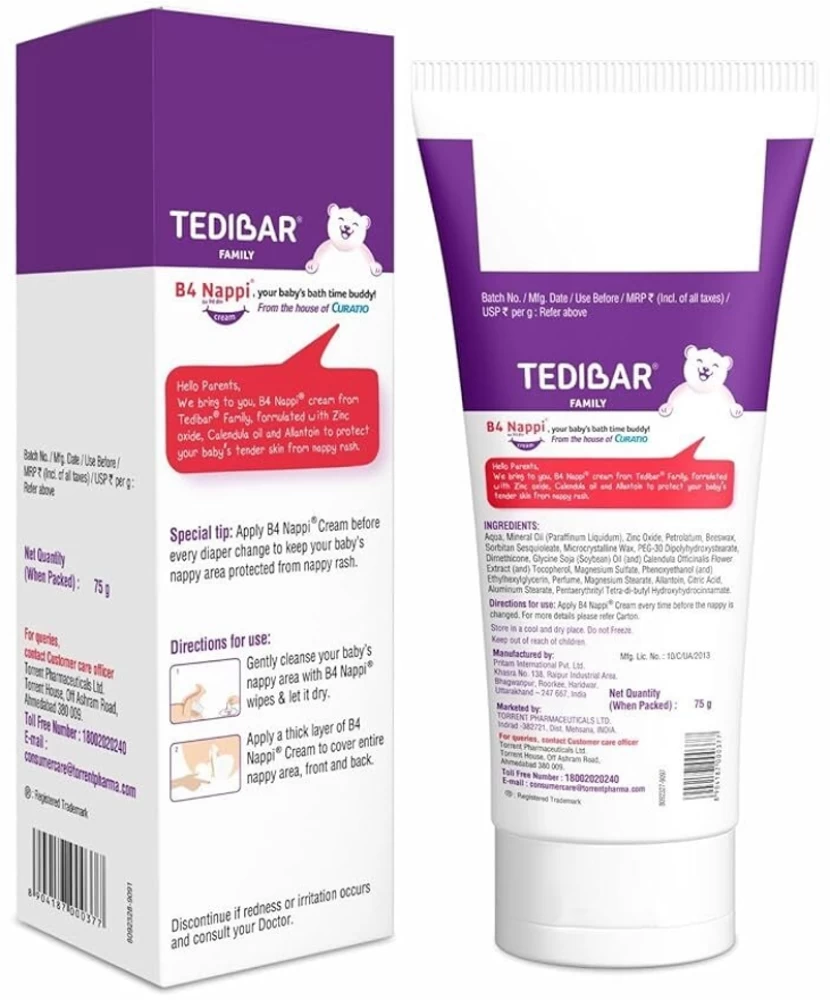 TEDIBAR®
FAMILY
B4 Nappi®, your baby's bath time buddy!
cream
From the house of CURATIO
Hello Parents,
We bring to you, B4 Nappi® cream from
Tedibar® Family, formulated with Zinc
oxide, Calendula oil and Allantoin to protect
your baby's tender skin from nappy rash.
Special tip: Apply B4 Nappi® Cream before
every diaper change to keep your baby's
nappy area protected from nappy rash.
Directions for use:
1
Gently cleanse your baby's
nappy area with B4 Nappi®
wipes & let it dry.
2
Apply a thick layer of B4
Nappi® Cream to cover entire
nappy area, front and back.
Discontinue if redness or irritation occurs
and consult your Doctor.
Batch No. / Mfg. Date / Use Before /
MRP ₹ (Incl. of all taxes) / USP ₹ per g :
Refer above
Net Quantity
(When Packed) : 75 g
For queries,
contact Customer care officer
Torrent Pharmaceuticals Ltd.
Torrent House, Off Ashram Road,
Ahmedabad 380 009.
Toll Free Number : 18002020240
E-mail :
consumercare@torrentpharma.com
® : Registered Trademark
8 904187 000377
8092328-9091
Batch No. / Mfg. Date / Use Before / MRP ₹ (Incl. of all taxes) /
USP ₹ per g : Refer above
TEDIBAR®
FAMILY
B4 Nappi®, your baby's bath time buddy!
cream
From the house of CURATIO
Hello Parents,
We bring to you, B4 Nappi® cream from Tedibar® Family, formulated
with Zinc oxide, Calendula oil and Allantoin to protect your baby's
tender skin from nappy rash.
INGREDIENTS:
Aqua, Mineral Oil (Paraffinum Liquidum), Zinc Oxide, Petrolatum, Beeswax,
Sorbitan Sesquioleate, Microcrystalline Wax, PEG-30 Dipolyhydroxystearate,
Dimethicone, Glycine Soja (Soybean) Oil (and) Calendula Officinalis Flower
Extract (and) Tocopherol, Magnesium Sulfate, Phenoxyethanol (and)
Ethylhexylglycerin, Perfume, Magnesium Stearate, Allantoin, Citric Acid,
Aluminum Stearate, Pentaerythrityl Tetra-di-butyl Hydroxyhydrocinnamate.
Directions for use: Apply B4 Nappi® Cream every time before the nappy is
changed. For more details please refer Carton.
Store in a cool and dry place. Do not Freeze.
Keep out of reach of children.
Manufactured by: Mfg. Lic. No. : 10/C/UA/2013
Pritam International Pvt. Ltd.
Khasra No. 138, Raipur Industrial Area,
Bhagwanpur, Roorkee, Haridwar,
Uttarakhand – 247 667, India
Net Quantity
(When Packed) : 75 g
Marketed by:
TORRENT PHARMACEUTICALS LTD.
Indrad -382721, Dist. Mehsana, INDIA.
For queries, contact Customer care officer
Torrent Pharmaceuticals Ltd.
Torrent House, Off Ashram Road,
Ahmedabad 380 009.
Toll Free Number : 18002020240
E-mail : consumercare@torrentpharma.com
® : Registered Trademark
8 904187 000377